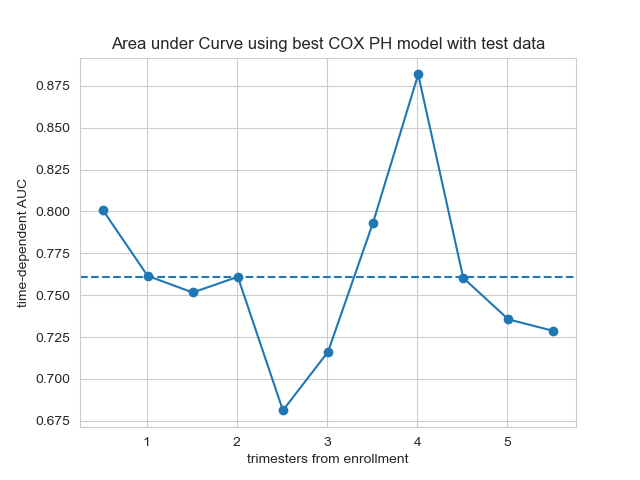 Area under Curve using best COX PH model with test data
time-dependent AUC
0.875
0.850
0.825
0.800
0.775
0.750
0.725
0.700
0.675
1 2 3 4 5
trimesters from enrollment